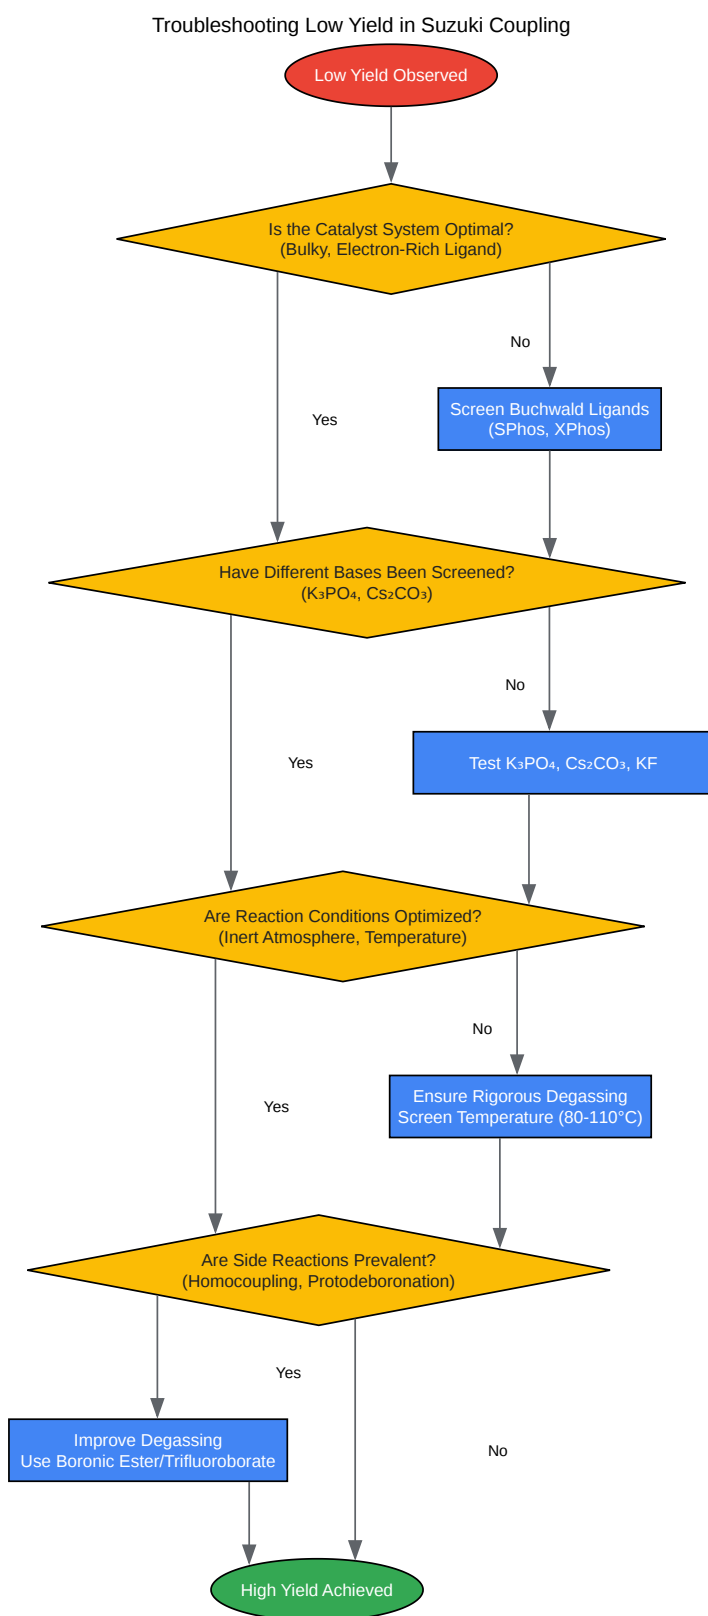 Troubleshooting Low Yield in Suzuki Coupling
Low Yield Observed
Is the Catalyst System Optimal?
(Bulky, Electron-Rich Ligand)
No
Screen Buchwald Ligands
(SPhos, XPhos)
Yes
Have Different Bases Been Screened?
(K₃PO₄, Cs₂CO₃)
No
Yes
Test K₃PO₄, Cs₂CO₃, KF
Are Reaction Conditions Optimized?
(Inert Atmosphere, Temperature)
No
Yes
Ensure Rigorous Degassing
Screen Temperature (80-110°C)
Are Side Reactions Prevalent?
(Homocoupling, Protodeboronation)
Yes
Improve Degassing
Use Boronic Ester/Trifluoroborate
No
High Yield Achieved